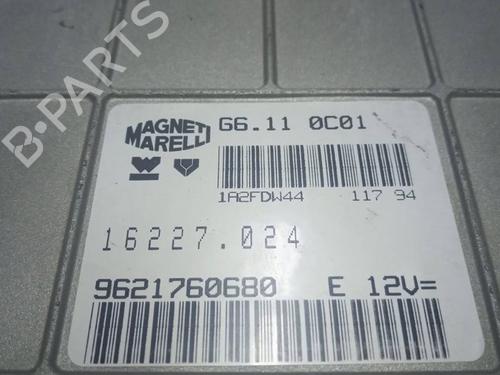 B-PARTS
MAGNETI MARELLI
G6.11 0C01
1A2FDW44 117 94
16227.024
9621760680 E 12V=